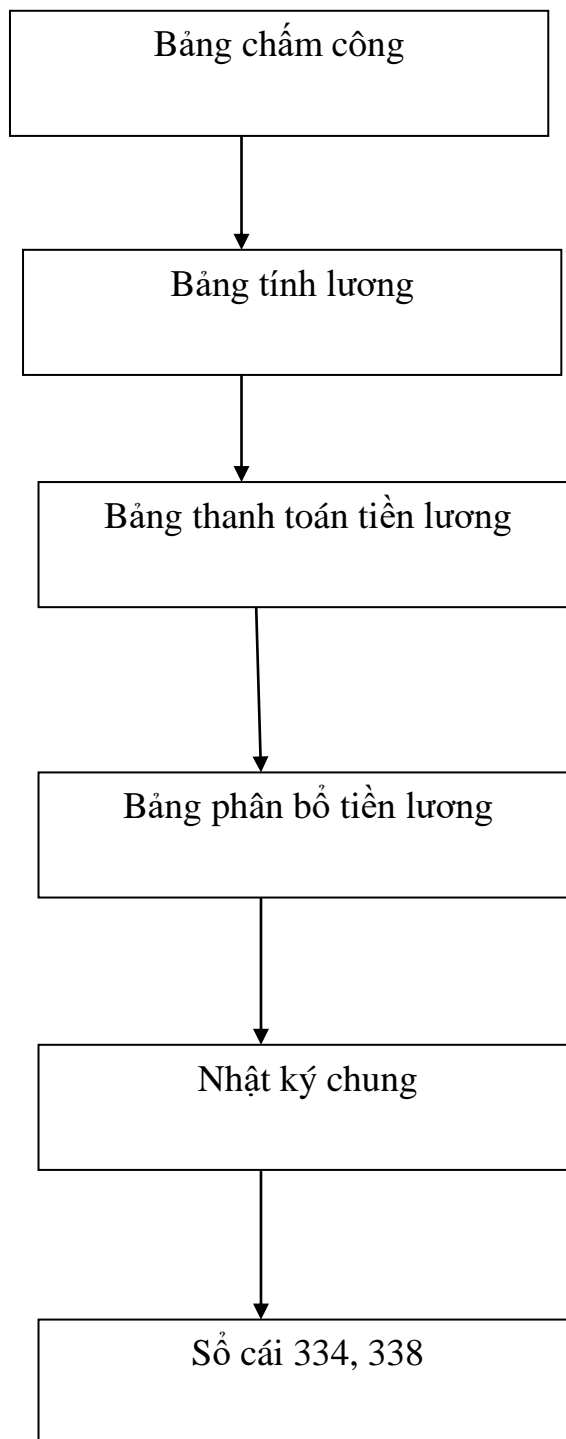 Bảng chấm công
Bảng tính lương
Bảng thanh toán tiền lương
Bảng phân bổ tiền lương
Nhật ký chung
Sổ cái 334, 338